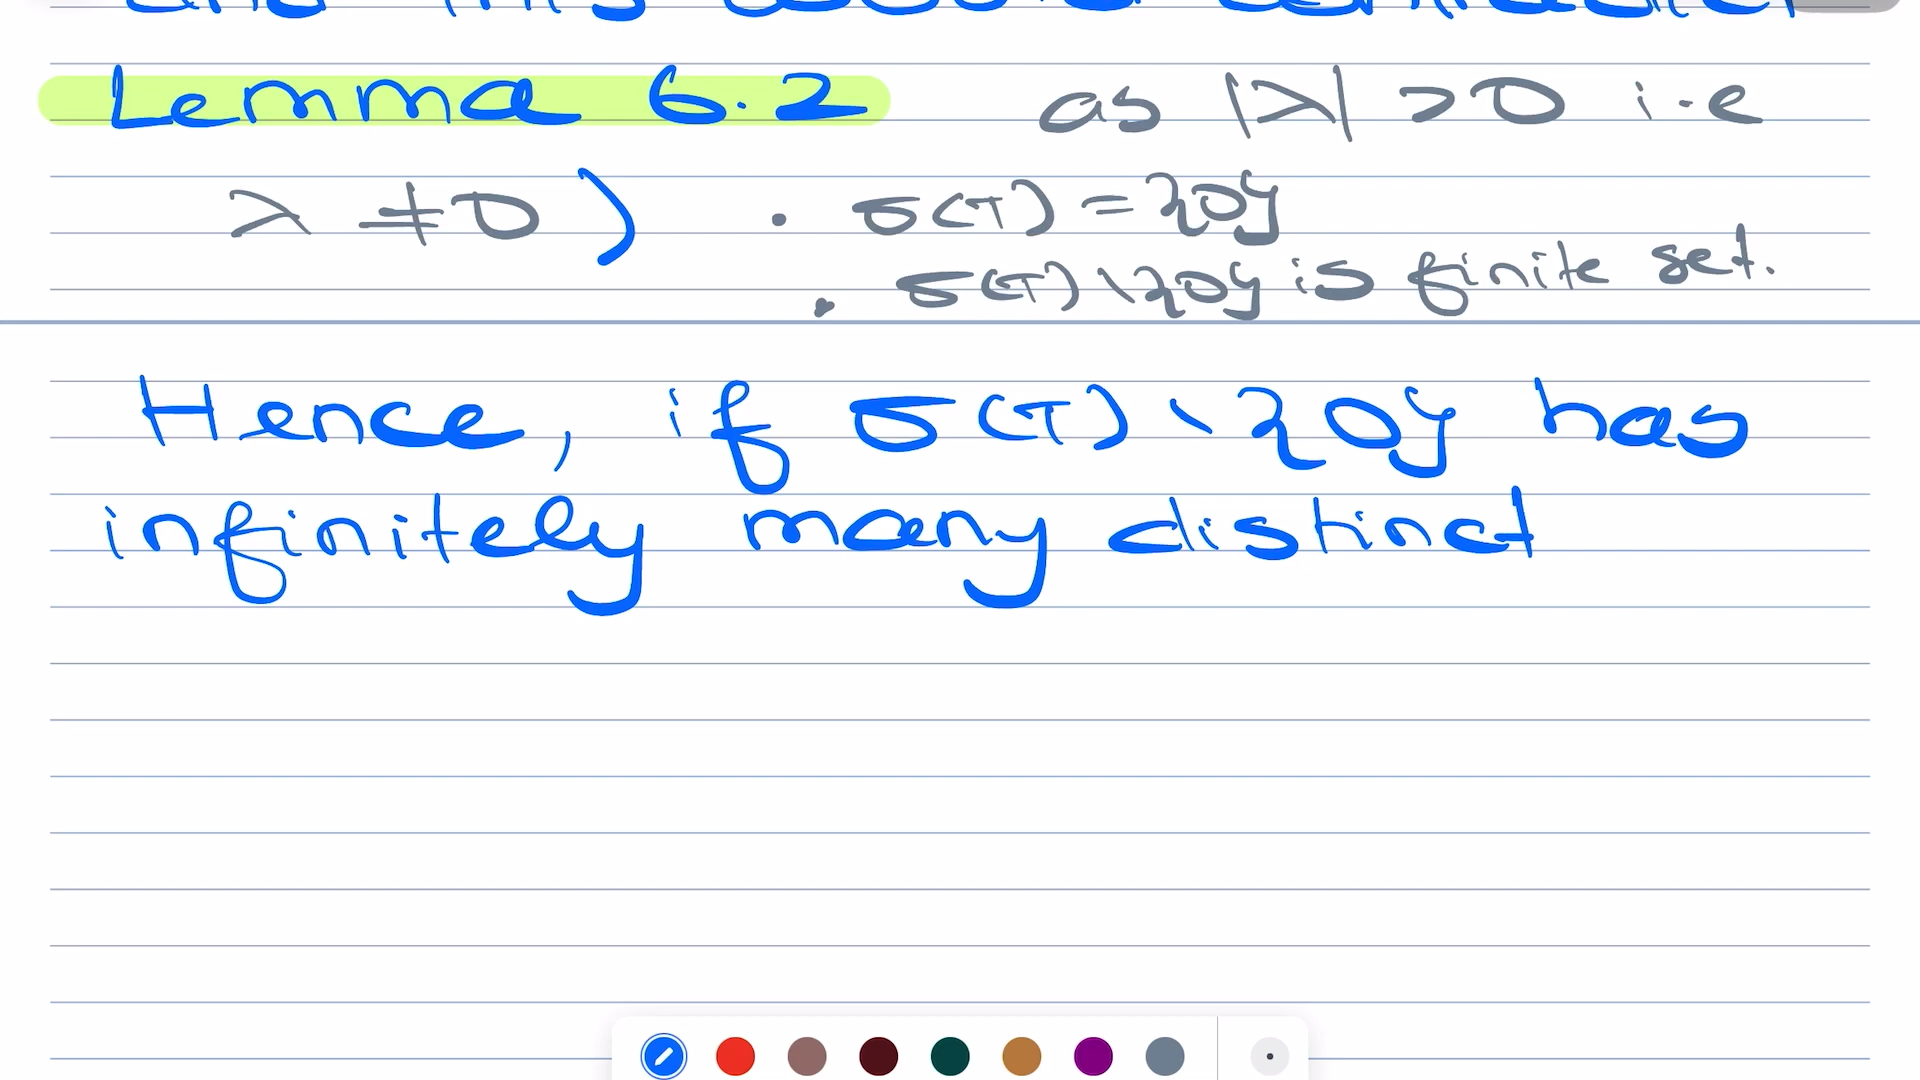 Lemma 6.2 as |λ| > 0 i.e
λ ≠ 0 ) . σ(T) = {0}
. σ(T) \ {0} is finite set.
Hence, if σ(T) \ {0} has
infinitely many distinct